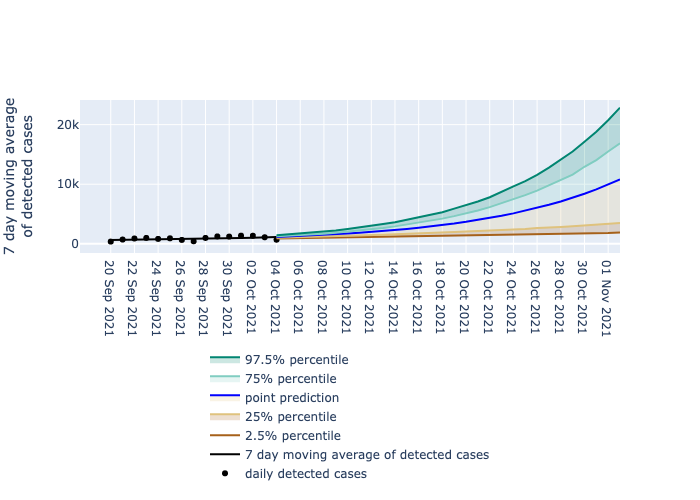 7 day moving average
of detected cases
20k
10k
0
20 Sep 2021
22 Sep 2021
24 Sep 2021
26 Sep 2021
28 Sep 2021
30 Sep 2021
02 Oct 2021
04 Oct 2021
06 Oct 2021
08 Oct 2021
10 Oct 2021
12 Oct 2021
14 Oct 2021
16 Oct 2021
18 Oct 2021
20 Oct 2021
22 Oct 2021
24 Oct 2021
26 Oct 2021
28 Oct 2021
30 Oct 2021
01 Nov 2021
97.5% percentile
75% percentile
point prediction
25% percentile
2.5% percentile
7 day moving average of detected cases
daily detected cases